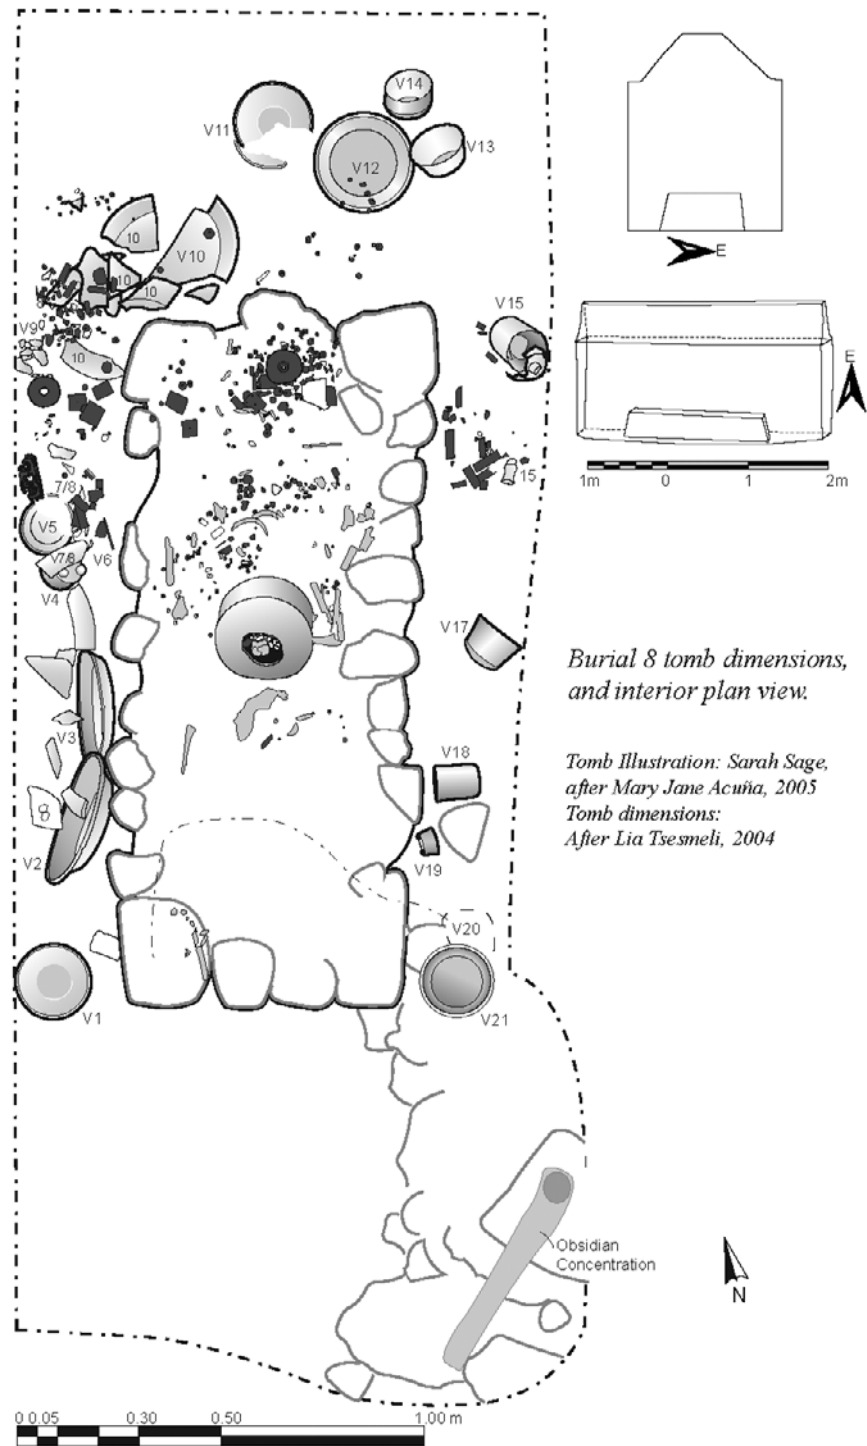 V14
V11
V13
V12
10
V10
10
10
V9
10
V15
E
E
1m 0 1 2m
7/8
15
V5
V7/8
V6
V4
V17
Burial 8 tomb dimensions,
and interior plan view.
V3
V18
Tomb Illustration: Sarah Sage,
after Mary Jane Acuña, 2005
Tomb dimensions:
After Lia Tsesmeli, 2004
8
V2
V19
V20
V1
V21
Obsidian
Concentration
N
0 0.05 0.30 0.50 1.00 m